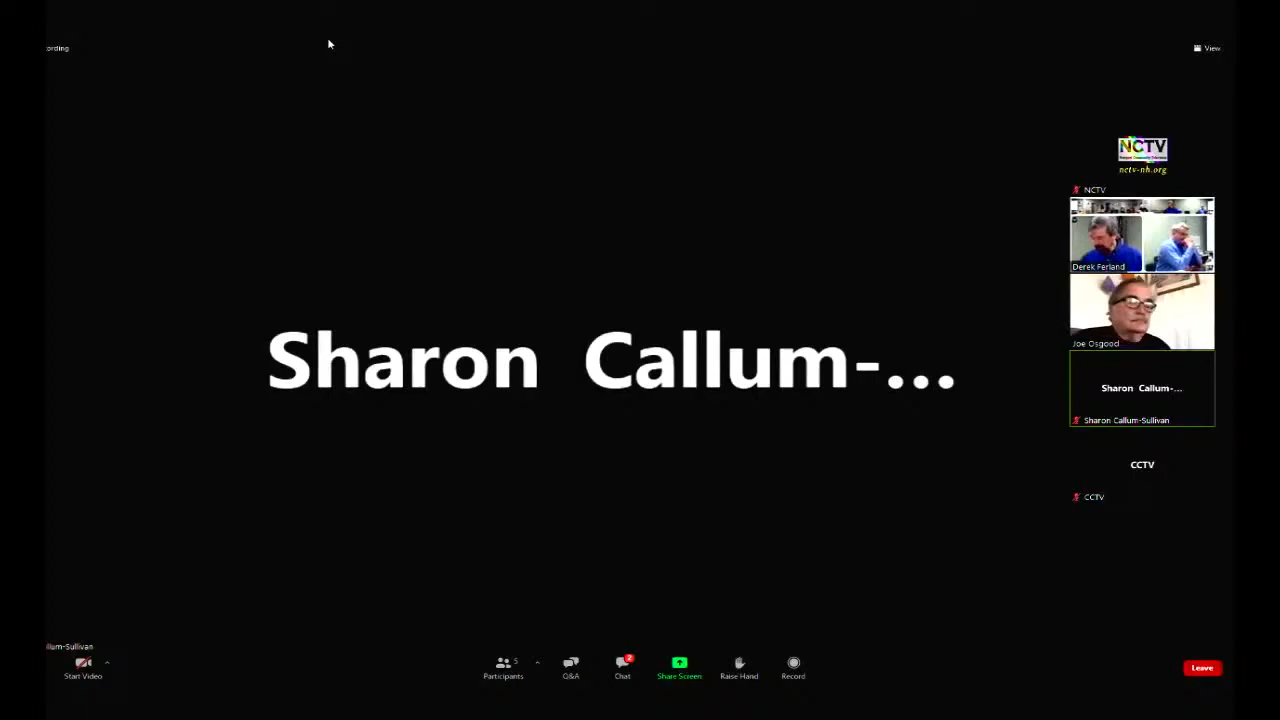 ording
View
NCTV
nctv-nh.org
NCTV
Derek Ferland
Joe Osgood
Sharon Callum-...
Sharon Callum-...
Sharon Callum-Sullivan
CCTV
CCTV
llum-Sullivan
Start Video
Participants
5
Q&A
Chat
2
Share Screen
Raise Hand
Record
Leave